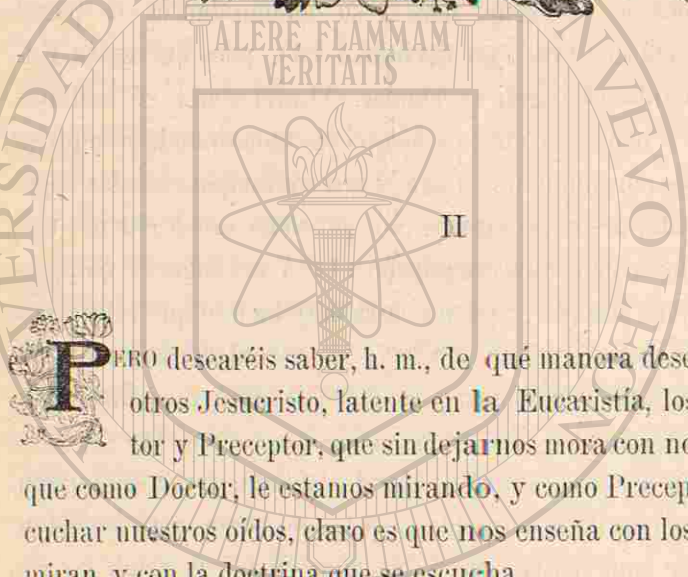 ALERE FLAMMAM
VERITATIS
II
PERO desearéis saber, h. m., de qué manera dese
otros Jesucristo, latente en la Eucaristía, los
tor y Preceptor, que sin dejarnos mora con no
que como Doctor, le estamos mirando, y como Precep
cuchar nuestros oídos, claro es que nos enseña con los
miran, y con la doctrina que se escucha